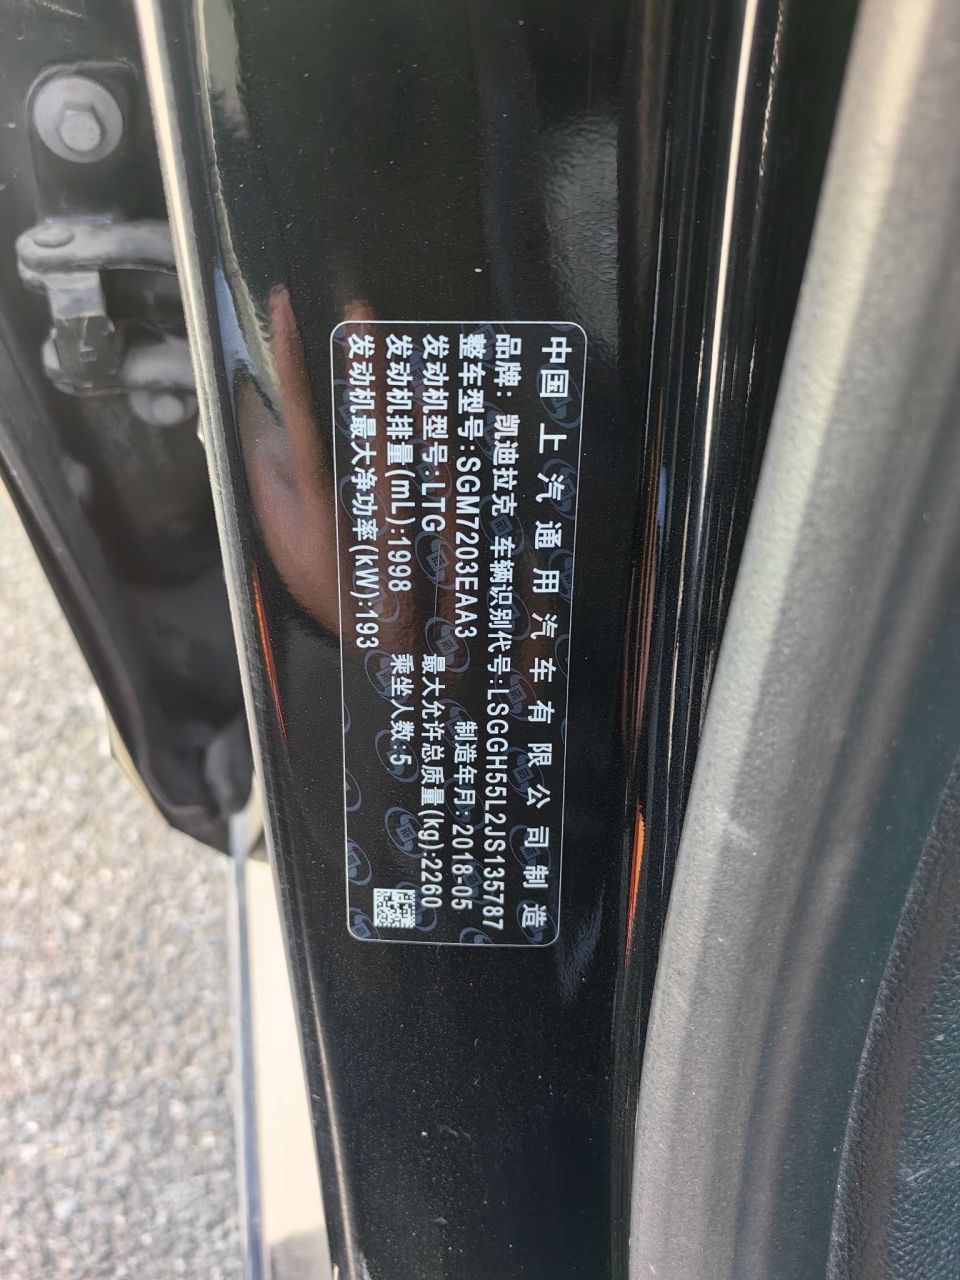 中国上汽通用汽车有限公司制造
品牌: 凯迪拉克 车辆识别代号:LSGGH55L2JS135787
整车型号:SGM7203EAA3 制造年月:2018-05
发动机型号:LTG 最大允许总质量(kg):2260
发动机排量(mL):1998 乘坐人数:5
发动机最大净功率(kW):193